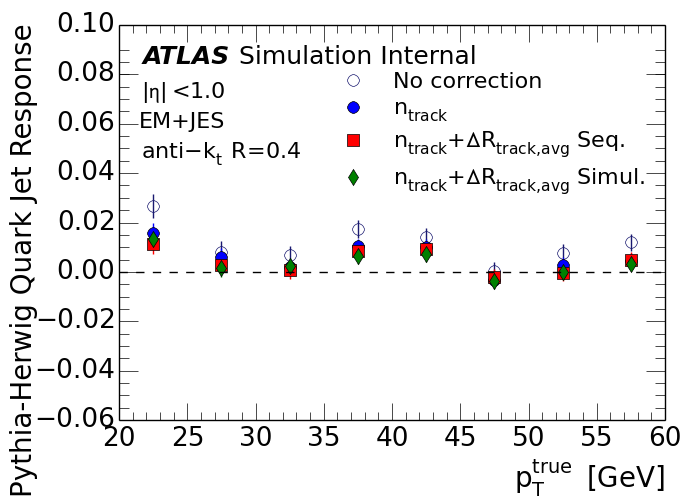 Pythia-Herwig Quark Jet Response
0.10
0.08
0.06
0.04
0.02
0.00
−0.02
−0.04
−0.06
ATLAS Simulation Internal
|η| <1.0
EM+JES
anti−kt R=0.4
No correction
ntrack
ntrack+ΔRtrack,avg Seq.
ntrack+ΔRtrack,avg Simul.
20 25 30 35 40 45 50 55 60
pTtrue [GeV]